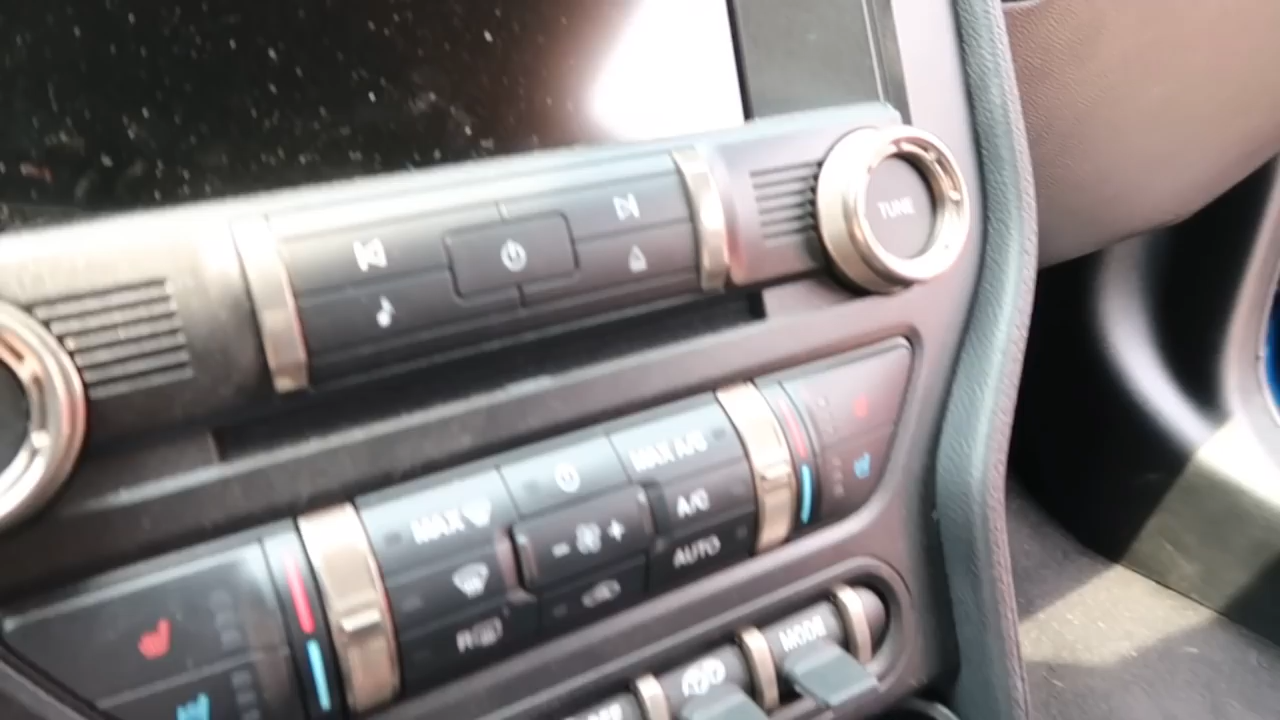 TUNE
MAX A/C
MAX
A/C
- +
AUTO
R
MODE